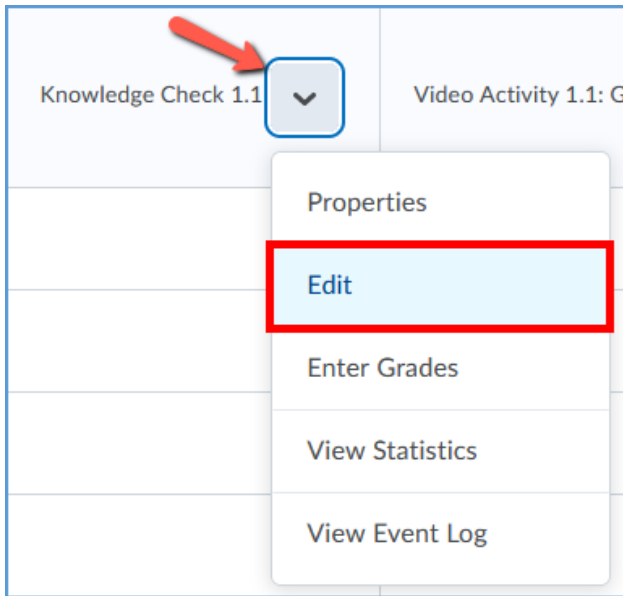 Knowledge Check 1.1
Video Activity 1.1: G
Properties
Edit
Enter Grades
View Statistics
View Event Log